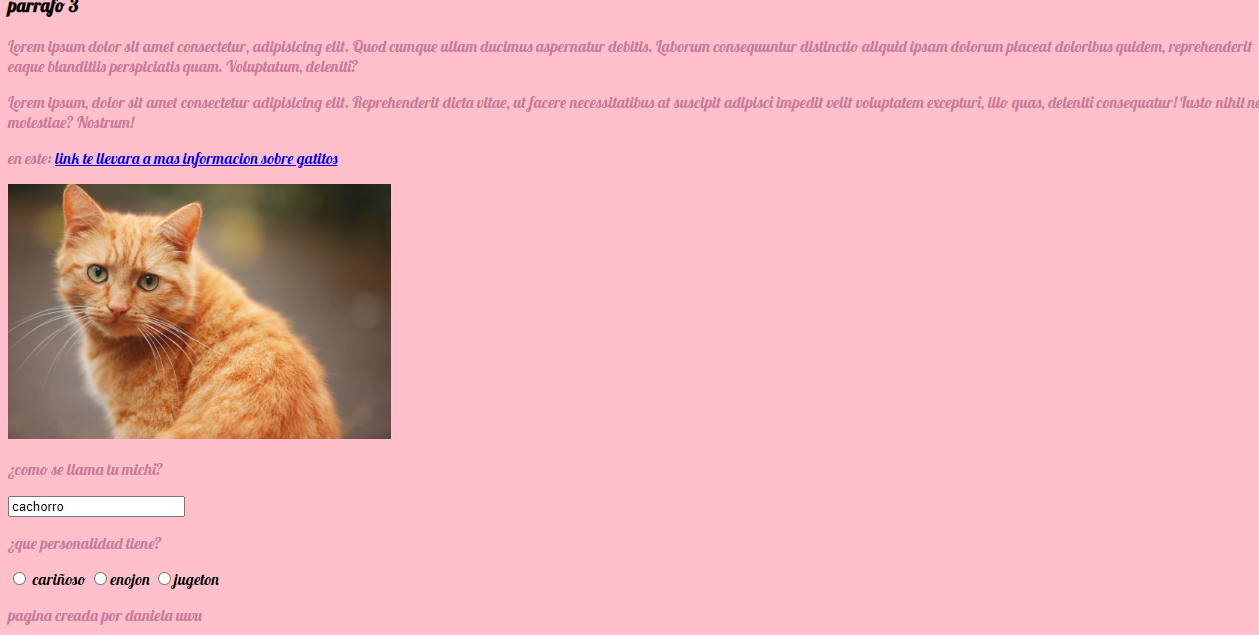 parrafo 3
Lorem ipsum dolor sit amet consectetur, adipisicing elit. Quod cumque ullam ducimus aspernatur debitis. Laborum consequuntur distinctio aliquid ipsam dolorum placeat doloribus quidem, reprehenderit
eaque blanditiis perspiciatis quam. Voluptatum, deleniti?
Lorem ipsum, dolor sit amet consectetur adipisicing elit. Reprehenderit dicta vitae, ut facere necessitatibus at suscipit adipisci impedit velit voluptatem excepturi, illo quas, deleniti consequatur! Iusto nihil
molestiae? Nostrum!
en este: link te llevara a mas informacion sobre gatitos
¿como se llama tu michi?
cachorro
¿que personalidad tiene?
cariñoso enojon jugeton
pagina creada por daniela uwu